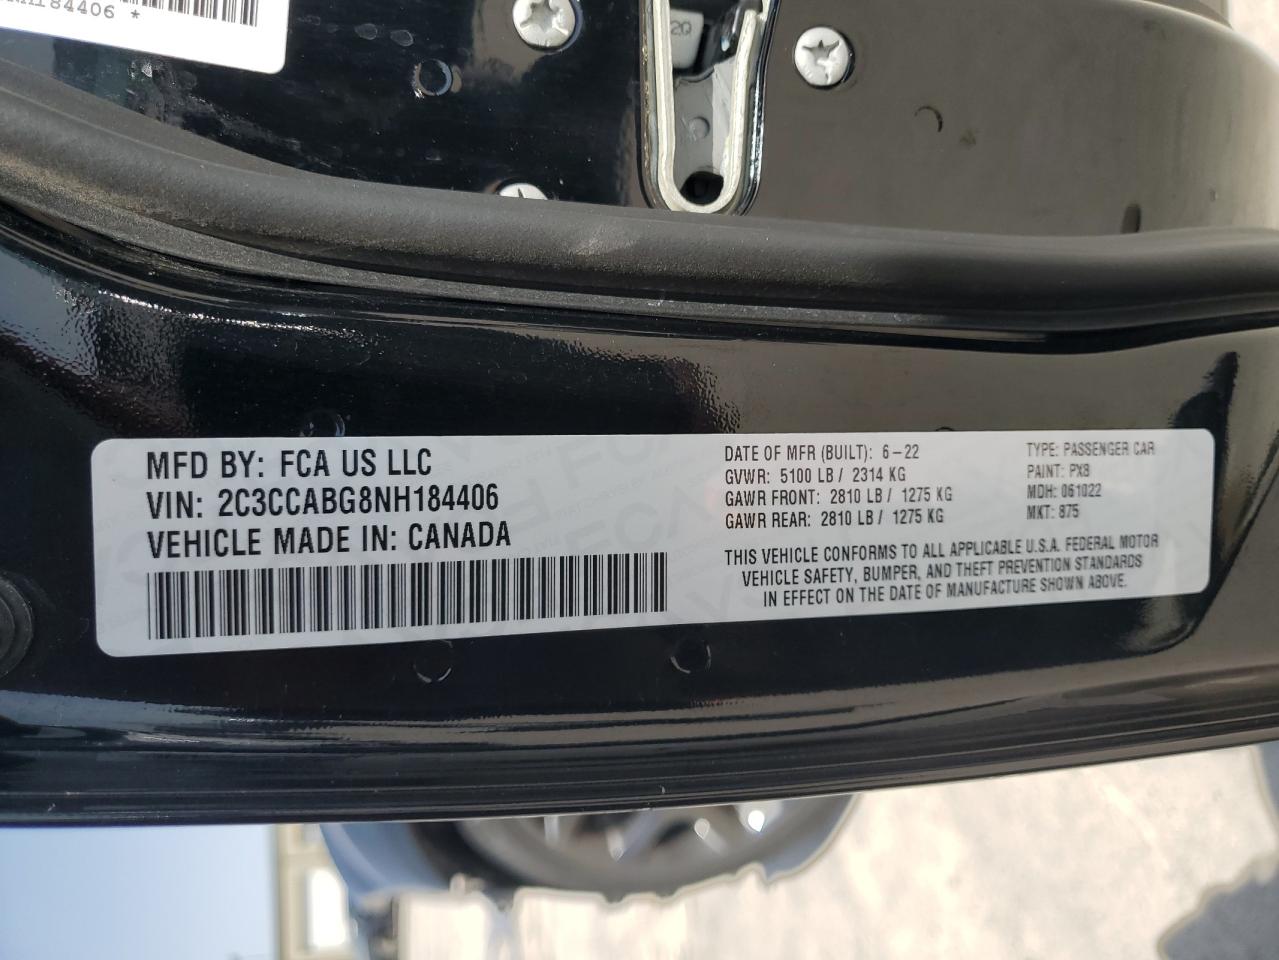 184406 *
2Q
MFD BY: FCA US LLC
VIN: 2C3CCABG8NH184406
VEHICLE MADE IN: CANADA
DATE OF MFR (BUILT): 6-22
GVWR: 5100 LB / 2314 KG
GAWR FRONT: 2810 LB / 1275 KG
GAWR REAR: 2810 LB / 1275 KG
TYPE: PASSENGER CAR
PAINT: PX8
MDH: 061022
MKT: 875
THIS VEHICLE CONFORMS TO ALL APPLICABLE U.S.A. FEDERAL MOTOR
VEHICLE SAFETY, BUMPER, AND THEFT PREVENTION STANDARDS
IN EFFECT ON THE DATE OF MANUFACTURE SHOWN ABOVE.